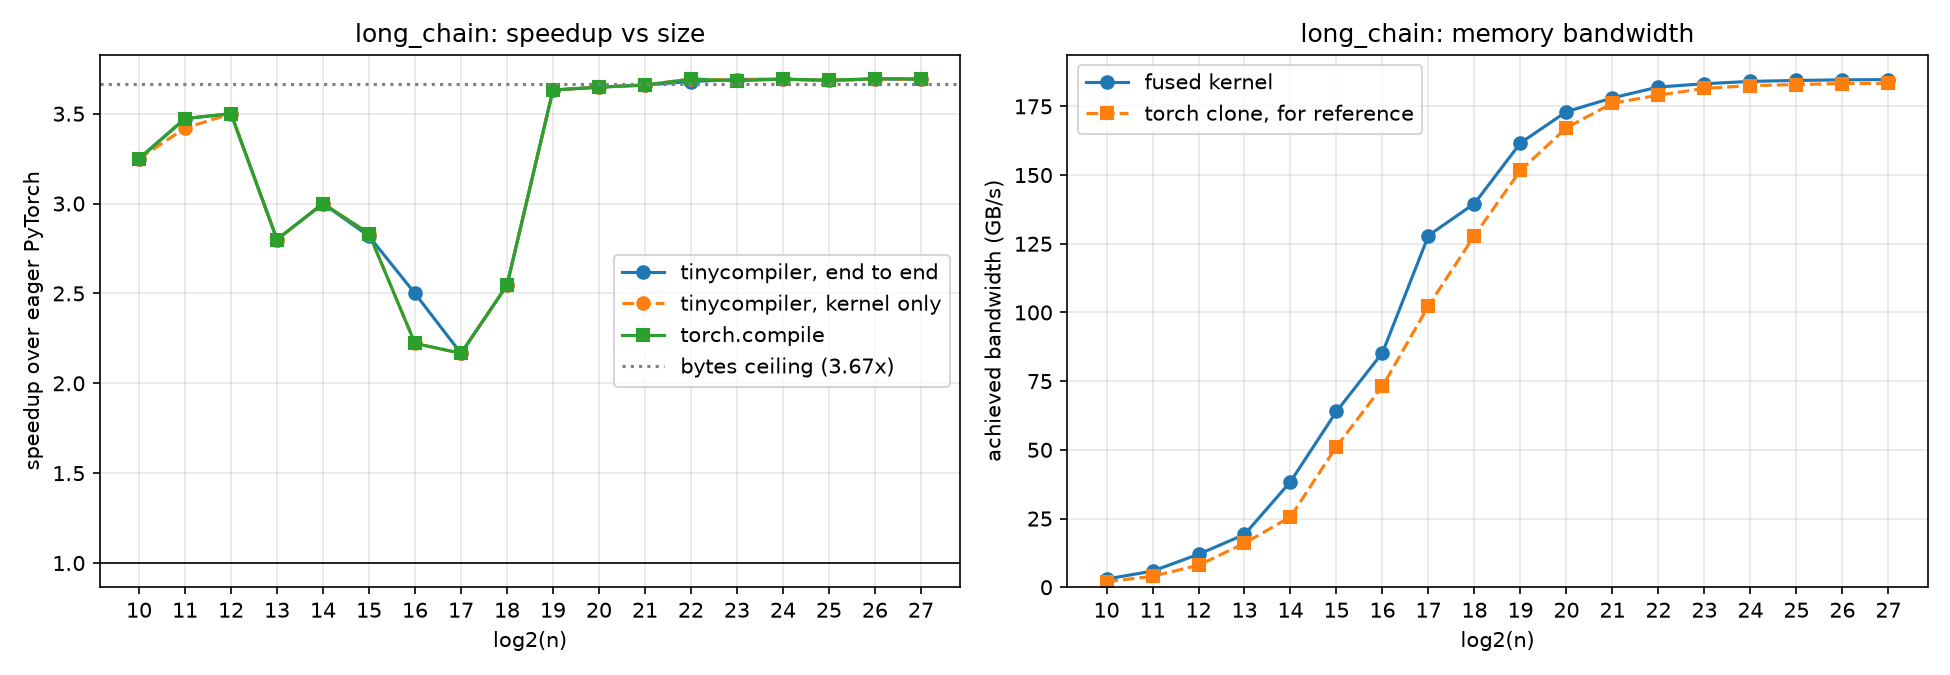 long_chain: speedup vs size
speedup over eager PyTorch
3.5
3.0
2.5
2.0
1.5
1.0
tinycompiler, end to end
tinycompiler, kernel only
torch.compile
bytes ceiling (3.67x)
10 11 12 13 14 15 16 17 18 19 20 21 22 23 24 25 26 27
log2(n)
long_chain: memory bandwidth
achieved bandwidth (GB/s)
175
150
125
100
75
50
25
0
fused kernel
torch clone, for reference
10 11 12 13 14 15 16 17 18 19 20 21 22 23 24 25 26 27
log2(n)